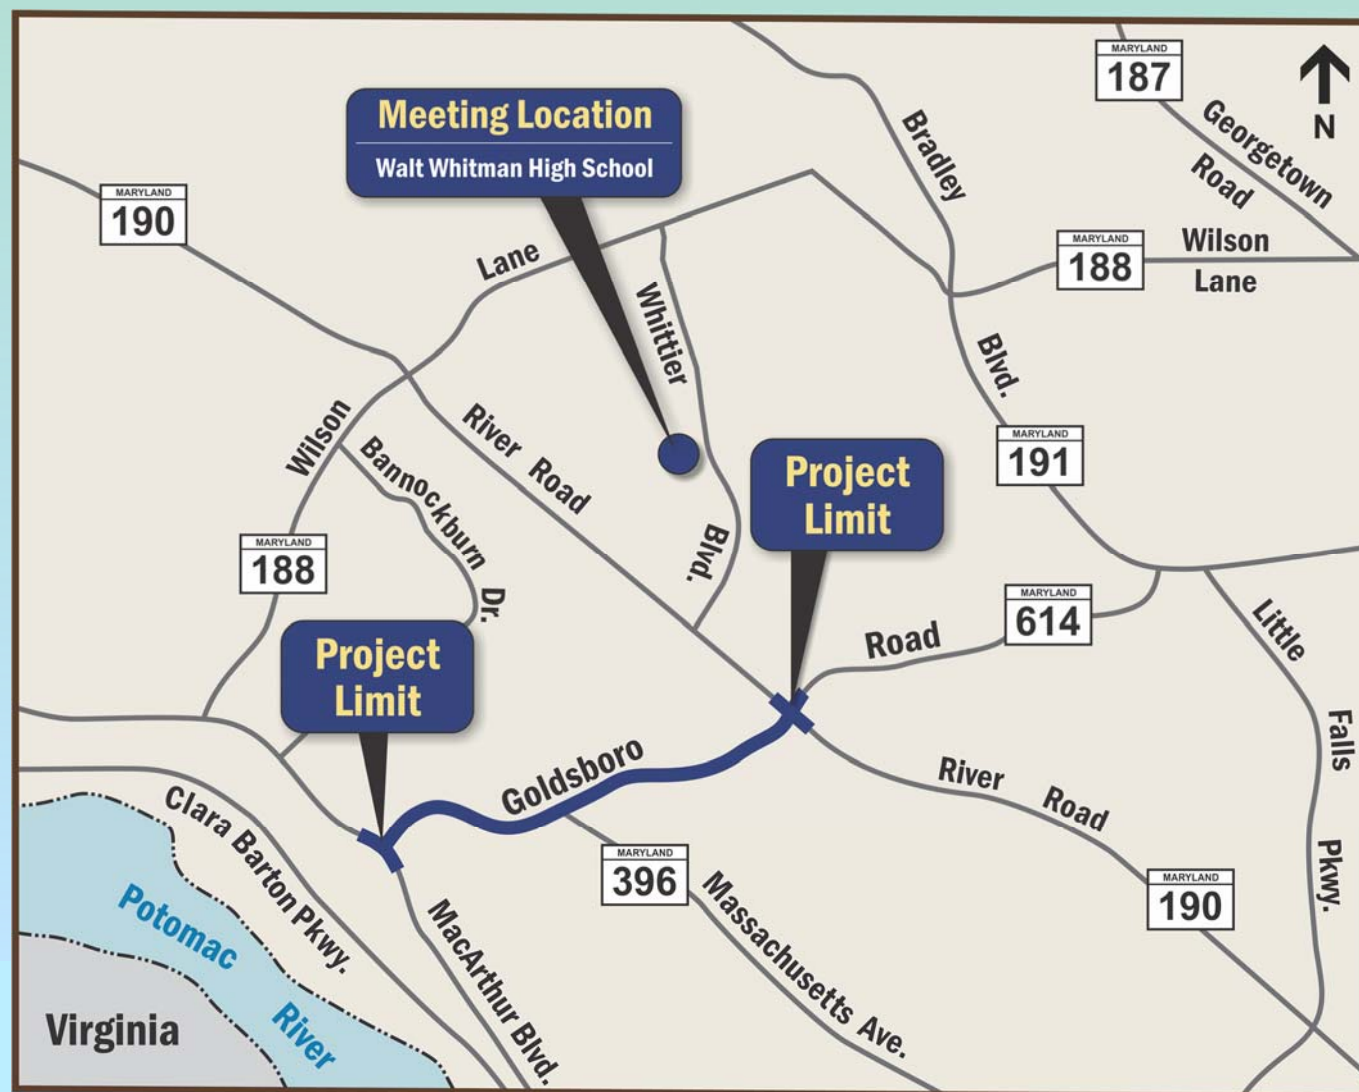 MARYLAND
187
Georgetown
Road
N
Meeting Location
Walt Whitman High School
Bradley
MARYLAND
190
Wilson
Lane
MARYLAND
188
Lane
Whittier
Blvd.
Wilson
River Road
Bannockburn
Dr.
MARYLAND
191
Project
Limit
Blvd.
MARYLAND
188
MARYLAND
614
Road
Little
Falls
Pkwy.
Project
Limit
Goldsboro
River Road
Clara Barton Pkwy.
MARYLAND
396
MARYLAND
190
Massachusetts Ave.
MacArthur Blvd.
Potomac
River
Virginia